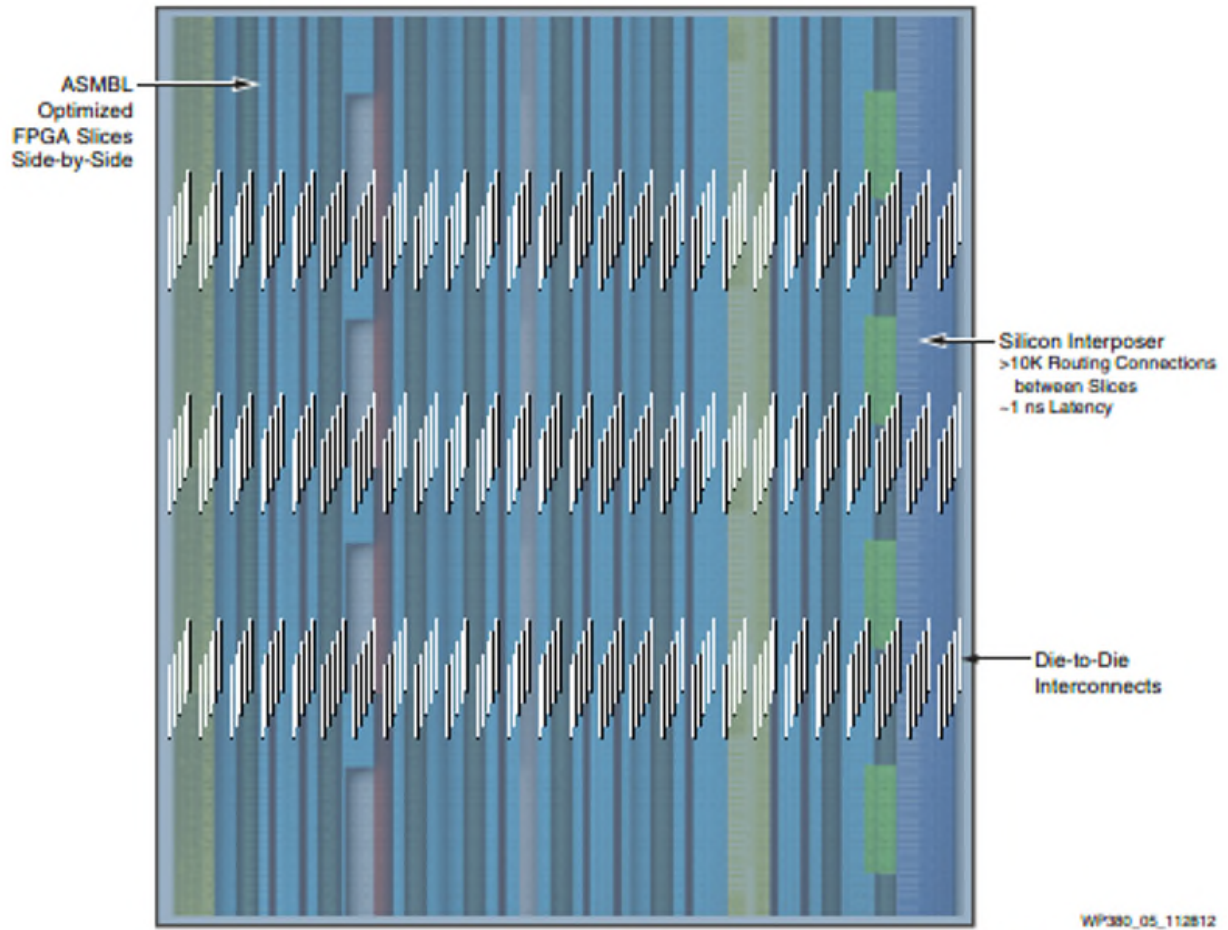 ASMBL
Optimized
FPGA Slices
Side-by-Side
Silicon Interposer
>10K Routing Connections
between Slices
~1 ns Latency
Die-to-Die
Interconnects
WP380_05_112812